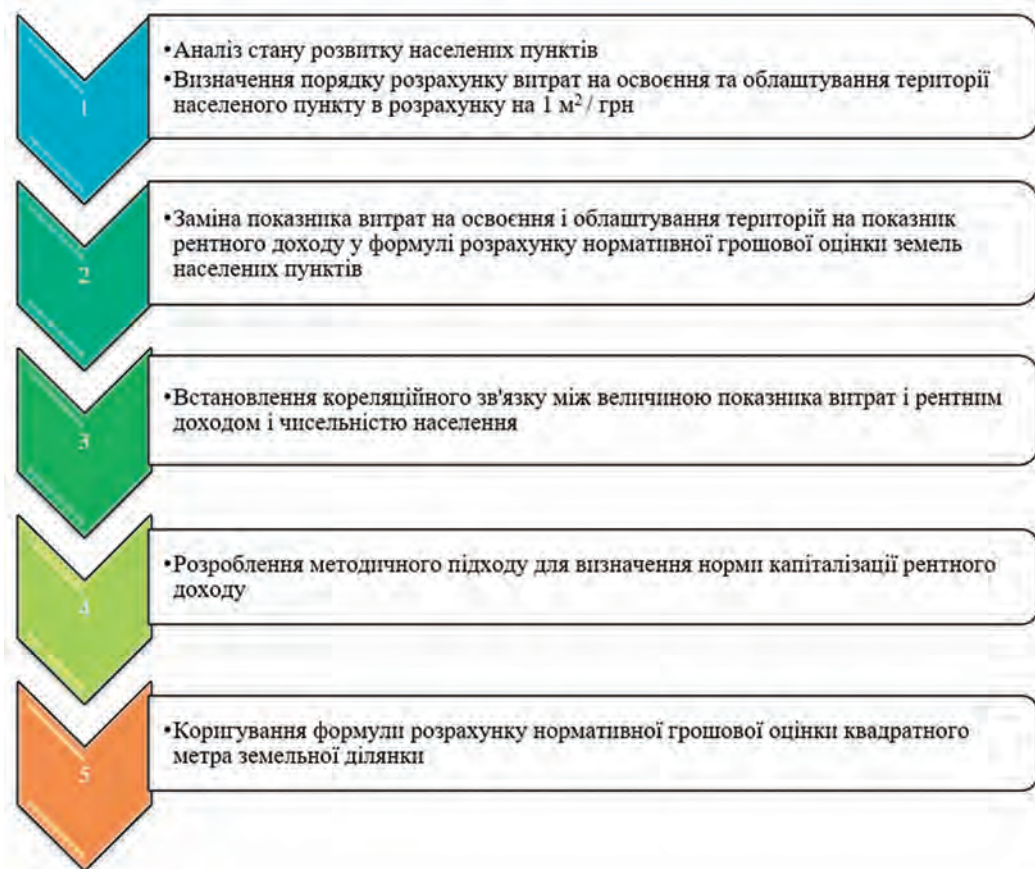 1
•Аналіз стану розвитку населених пунктів
•Визначення порядку розрахунку витрат на освоєння та облаштування території
населеного пункту в розрахунку на 1 м² / грн
2
•Заміна показника витрат на освоєння і облаштування територій на показник
рентного доходу у формулі розрахунку нормативної грошової оцінки земель
населених пунктів
3
•Встановлення кореляційного зв'язку між величиною показника витрат і рентним
доходом і чисельністю населення
4
•Розроблення методичного підходу для визначення норми капіталізації рентного
доходу
5
•Коригування формули розрахунку нормативної грошової оцінки квадратного
метра земельної ділянки